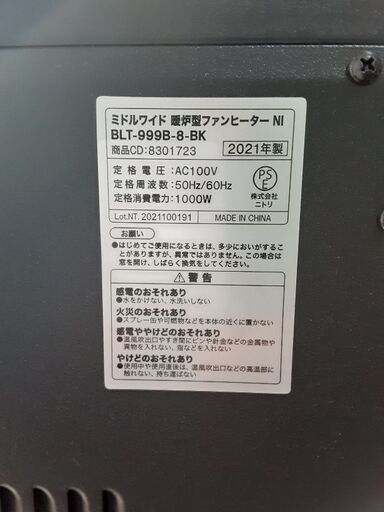 ミドルワイド 暖炉型ファンヒーター NI
BLT-999B-8-BK
商品CD:8301723 2021年製
定格電圧:AC100V
定格周波数:50Hz/60Hz
定格消費電力:1000W
PS
E
株式会社
ニトリ
Lot.NT. 2021100191 MADE IN CHINA
お願い
●はじめてご使用になるときは、多少においがするこ
とがありますが、異常ではありません。この場合は
窓を開け、しばらく換気をしてください。
⚠警告
感電のおそれあり
●水をかけない、水洗いしない
火災のおそれあり
●スプレー缶や可燃物などを本体の近くに置かない
感電ややけどのおそれあり
●温風吹出口やすき間にピンや針金などの金属物や
異物を入れない、指などを入れない
やけどのおそれあり
●使用中や使用直後は、温風吹出口などの高温部に
触れない、持ち運ばない